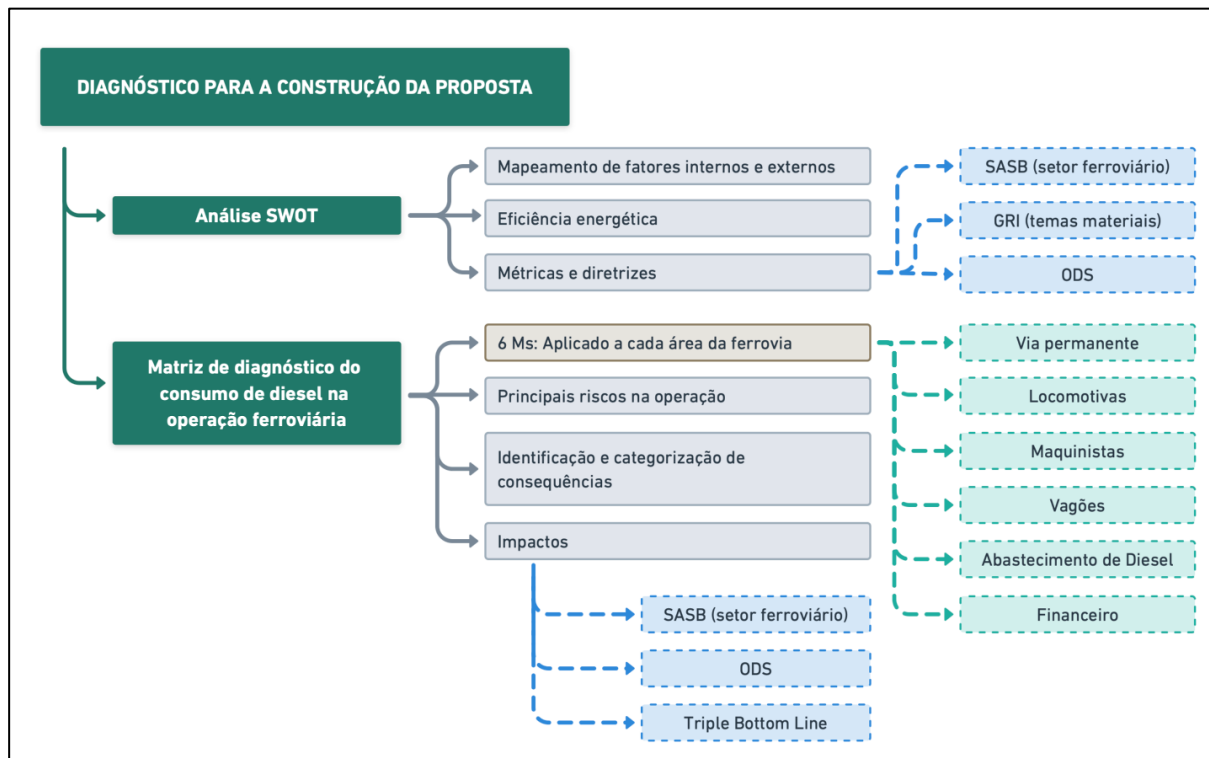 DIAGNÓSTICO PARA A CONSTRUÇÃO DA PROPOSTA
Análise SWOT
Mapeamento de fatores internos e externos
Eficiência energética
Métricas e diretrizes
SASB (setor ferroviário)
GRI (temas materiais)
ODS
Matriz de diagnóstico do
consumo de diesel na
operação ferroviária
6 Ms: Aplicado a cada área da ferrovia
Principais riscos na operação
Identificação e categorização de
consequências
Impactos
Via permanente
Locomotivas
Maquinistas
Vagões
Abastecimento de Diesel
Financeiro
SASB (setor ferroviário)
ODS
Triple Bottom Line